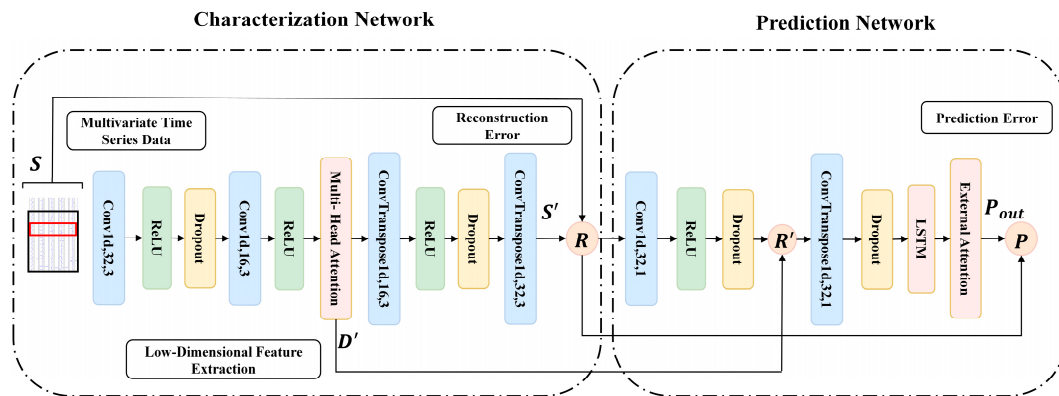 Characterization Network
Prediction Network
Multivariate Time
Series Data
Reconstruction
Error
Prediction Error
S
Conv1d,32,3
ReLU
Dropout
Conv1d,16,3
ReLU
Multi- Head Attention
ConvTranspose1d,16,3
ReLU
Dropout
ConvTranspose1d,32,3
S'
R
Conv1d,32,1
ReLU
Dropout
R'
ConvTranspose1d,32,1
Dropout
LSTM
External Attention
P_out
P
D'
Low-Dimensional Feature
Extraction